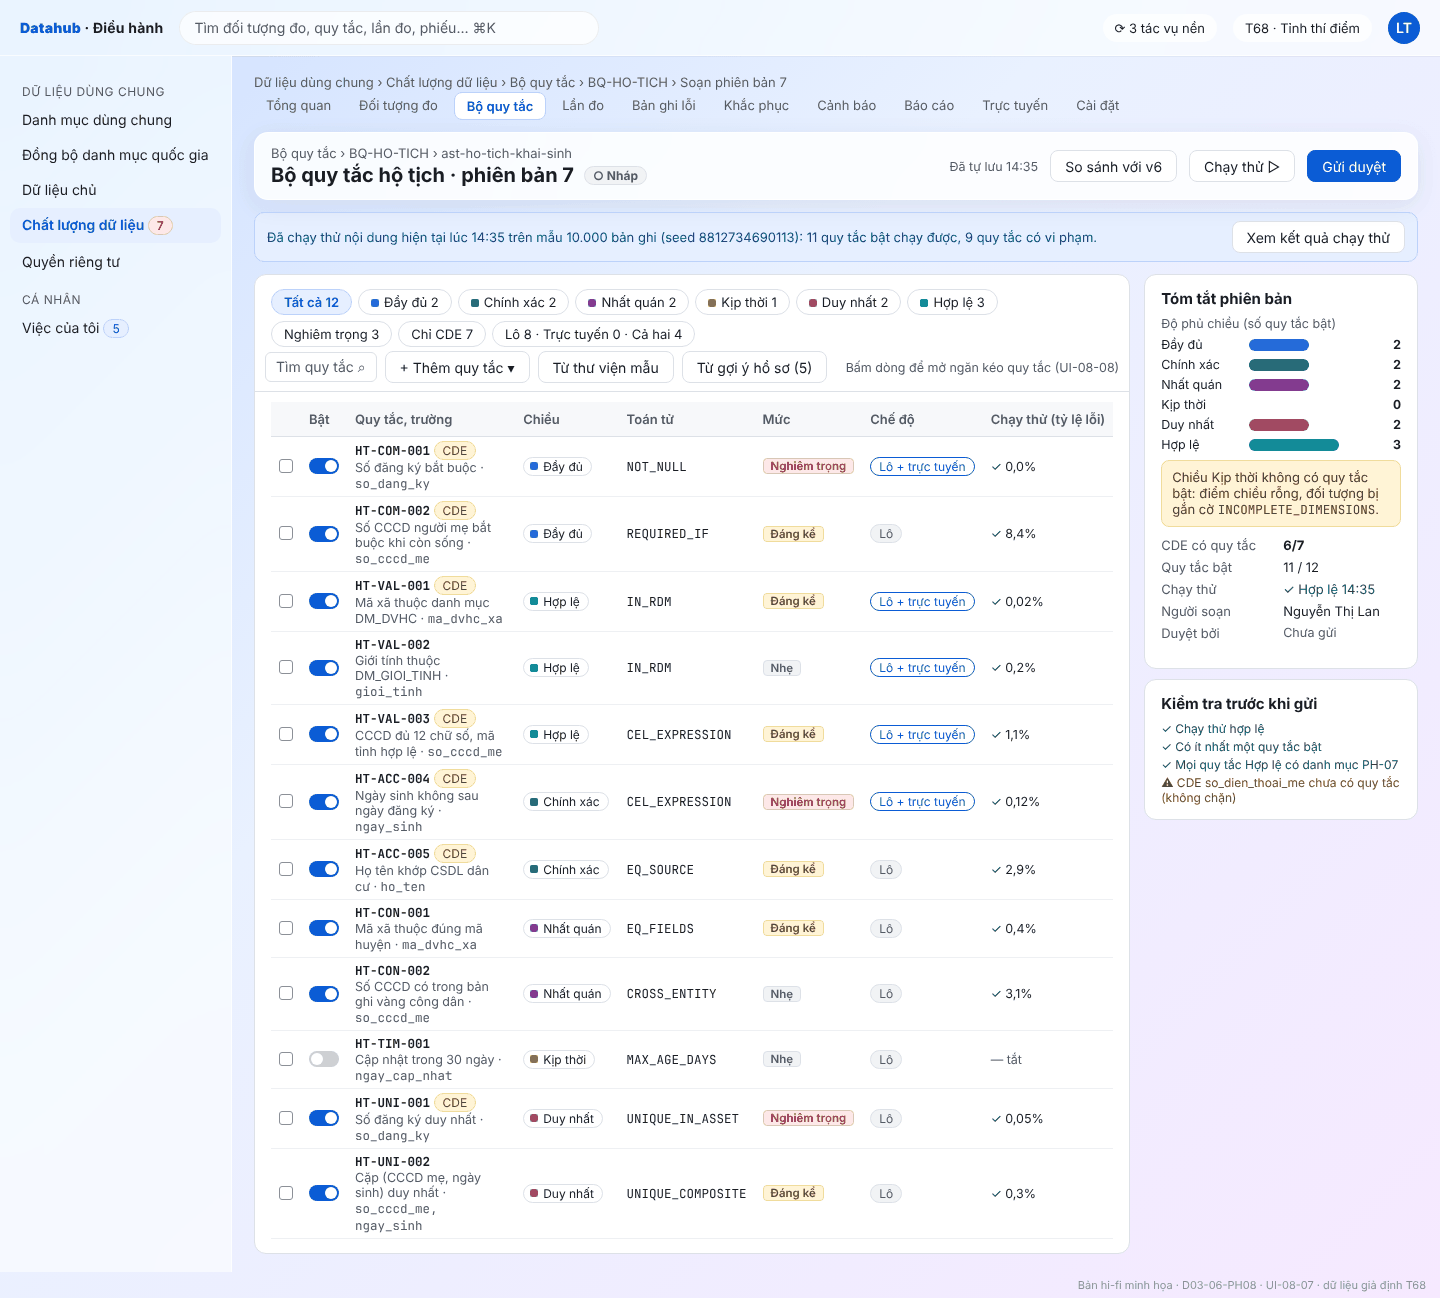 Datahub · Điều hành
Tìm đối tượng đo, quy tắc, lần đo, phiếu... ⌘K
⟳ 3 tác vụ nền
T68 · Tỉnh thí điểm
LT
DỮ LIỆU DÙNG CHUNG
Danh mục dùng chung
Đồng bộ danh mục quốc gia
Dữ liệu chủ
Chất lượng dữ liệu 7
Quyền riêng tư
CÁ NHÂN
Việc của tôi 5
Dữ liệu dùng chung › Chất lượng dữ liệu › Bộ quy tắc › BQ-HO-TICH › Soạn phiên bản 7
Tổng quan Đối tượng đo Bộ quy tắc Lần đo Bản ghi lỗi Khắc phục Cảnh báo Báo cáo Trực tuyến Cài đặt
Bộ quy tắc › BQ-HO-TICH › ast-ho-tich-khai-sinh
Bộ quy tắc hộ tịch · phiên bản 7 ○ Nháp
Đã tự lưu 14:35
So sánh với v6
Chạy thử ▷
Gửi duyệt
Đã chạy thử nội dung hiện tại lúc 14:35 trên mẫu 10.000 bản ghi (seed 8812734690113): 11 quy tắc bật chạy được, 9 quy tắc có vi phạm.
Xem kết quả chạy thử
Tất cả 12 Đầy đủ 2 Chính xác 2 Nhất quán 2 Kịp thời 1 Duy nhất 2 Hợp lệ 3
Nghiêm trọng 3 Chỉ CDE 7 Lô 8 · Trực tuyến 0 · Cả hai 4
Tìm quy tắc ⌕ + Thêm quy tắc ▾ Từ thư viện mẫu Từ gợi ý hồ sơ (5) Bấm dòng để mở ngăn kéo quy tắc (UI-08-08)
Bật Quy tắc, trường Chiều Toán tử Mức Chế độ Chạy thử (tỷ lệ lỗi)
HT-COM-001 CDE
Số đăng ký bắt buộc ·
so_dang_ky
Đầy đủ NOT_NULL Nghiêm trọng Lô + trực tuyến ✓ 0,0%
HT-COM-002 CDE
Số CCCD người mẹ bắt
buộc khi còn sống ·
so_cccd_me
Đầy đủ REQUIRED_IF Đáng kể Lô ✓ 8,4%
HT-VAL-001 CDE
Mã xã thuộc danh mục
DM_DVHC · ma_dvhc_xa
Hợp lệ IN_RDM Đáng kể Lô + trực tuyến ✓ 0,02%
HT-VAL-002
Giới tính thuộc
DM_GIOI_TINH ·
gioi_tinh
Hợp lệ IN_RDM Nhẹ Lô + trực tuyến ✓ 0,2%
HT-VAL-003 CDE
CCCD đủ 12 chữ số, mã
tỉnh hợp lệ · so_cccd_me
Hợp lệ CEL_EXPRESSION Đáng kể Lô + trực tuyến ✓ 1,1%
HT-ACC-004 CDE
Ngày sinh không sau
ngày đăng ký ·
ngay_sinh
Chính xác CEL_EXPRESSION Nghiêm trọng Lô + trực tuyến ✓ 0,12%
HT-ACC-005 CDE
Họ tên khớp CSDL dân
cư · ho_ten
Chính xác EQ_SOURCE Đáng kể Lô ✓ 2,9%
HT-CON-001
Mã xã thuộc đúng mã
huyện · ma_dvhc_xa
Nhất quán EQ_FIELDS Đáng kể Lô ✓ 0,4%
HT-CON-002
Số CCCD có trong bản
ghi vàng công dân ·
so_cccd_me
Nhất quán CROSS_ENTITY Nhẹ Lô ✓ 3,1%
HT-TIM-001
Cập nhật trong 30 ngày ·
ngay_cap_nhat
Kịp thời MAX_AGE_DAYS Nhẹ Lô — tắt
HT-UNI-001 CDE
Số đăng ký duy nhất ·
so_dang_ky
Duy nhất UNIQUE_IN_ASSET Nghiêm trọng Lô ✓ 0,05%
HT-UNI-002
Cặp (CCCD mẹ, ngày
sinh) duy nhất ·
so_cccd_me,
ngay_sinh
Duy nhất UNIQUE_COMPOSITE Đáng kể Lô ✓ 0,3%
Tóm tắt phiên bản
Độ phủ chiều (số quy tắc bật)
Đầy đủ 2
Chính xác 2
Nhất quán 2
Kịp thời 0
Duy nhất 2
Hợp lệ 3
Chiều Kịp thời không có quy tắc
bật: điểm chiều rỗng, đối tượng bị
gắn cờ INCOMPLETE_DIMENSIONS.
CDE có quy tắc 6/7
Quy tắc bật 11 / 12
Chạy thử ✓ Hợp lệ 14:35
Người soạn Nguyễn Thị Lan
Duyệt bởi Chưa gửi
Kiểm tra trước khi gửi
✓ Chạy thử hợp lệ
✓ Có ít nhất một quy tắc bật
✓ Mọi quy tắc Hợp lệ có danh mục PH-07
⚠ CDE so_dien_thoai_me chưa có quy tắc
(không chặn)
Bản hi-fi minh họa · D03-06-PH08 · UI-08-07 · dữ liệu giả định T68